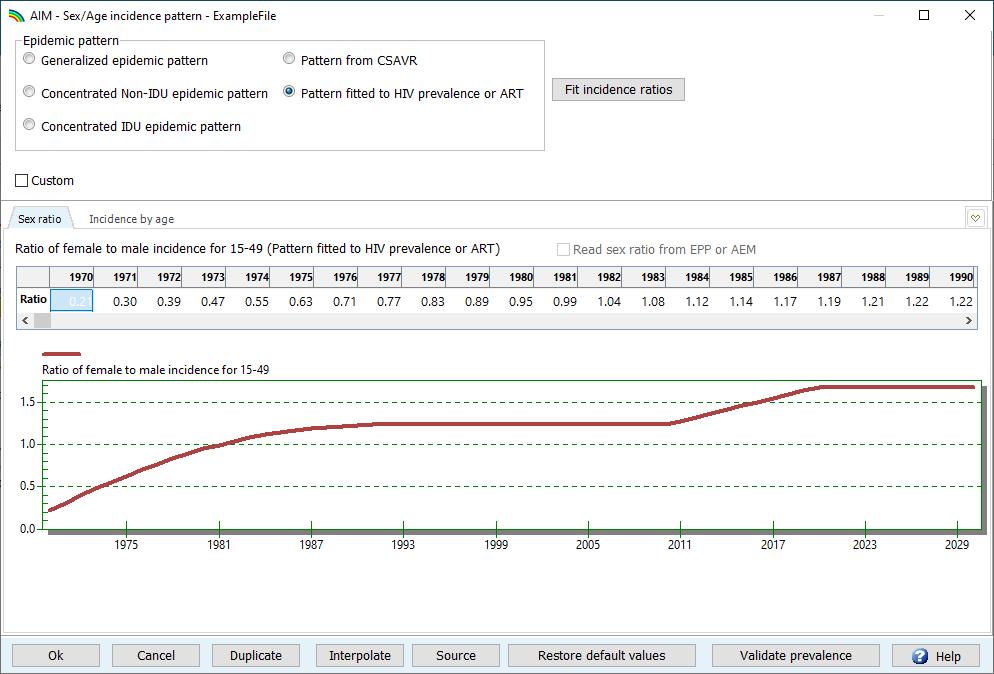 AIM - Sex/Age incidence pattern - ExampleFile
Epidemic pattern
Generalized epidemic pattern
Pattern from CSAVR
Concentrated Non-IDU epidemic pattern
Pattern fitted to HIV prevalence or ART
Fit incidence ratios
Concentrated IDU epidemic pattern
Custom
Sex ratio
Incidence by age
Ratio of female to male incidence for 15-49 (Pattern fitted to HIV prevalence or ART)
Read sex ratio from EPP or AEM
1970 1971 1972 1973 1974 1975 1976 1977 1978 1979 1980 1981 1982 1983 1984 1985 1986 1987 1988 1989 1990
Ratio 0.21 0.30 0.39 0.47 0.55 0.63 0.71 0.77 0.83 0.89 0.95 0.99 1.04 1.08 1.12 1.14 1.17 1.19 1.21 1.22 1.22
Ratio of female to male incidence for 15-49
1.5
1.0
0.5
0.0
1975 1981 1987 1993 1999 2005 2011 2017 2023 2029
Ok Cancel Duplicate Interpolate Source Restore default values Validate prevalence ? Help